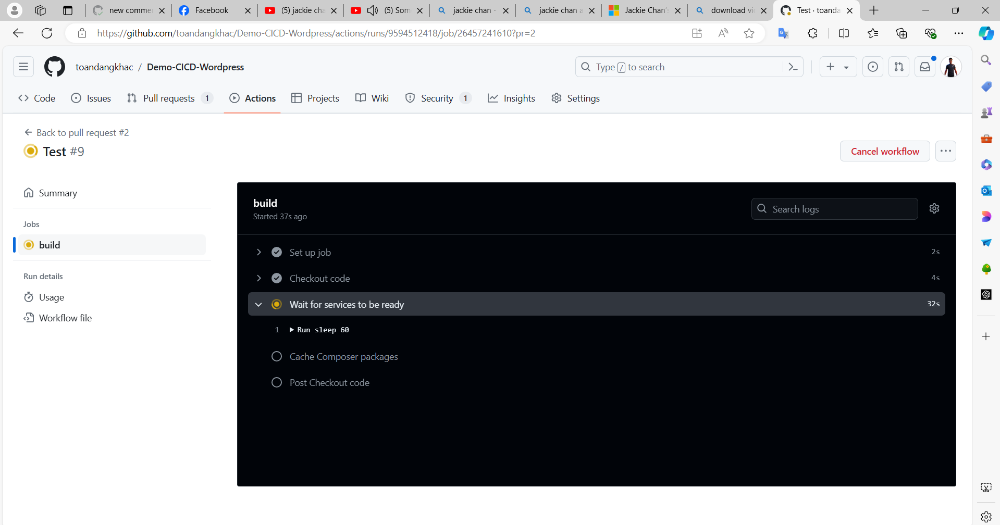 new commen
Facebook
(5) jackie cha
(5) Som
jackie chan -
jackie chan a
Jackie Chan's
download vi
Test · toanda
https://github.com/toandangkhac/Demo-CICD-Wordpress/actions/runs/9594512418/job/26457241610?pr=2
toandangkhac / Demo-CICD-Wordpress
Type / to search
Code
Issues
Pull requests 1
Actions
Projects
Wiki
Security 1
Insights
Settings
Back to pull request #2
Test #9
Cancel workflow
Summary
Jobs
build
Run details
Usage
Workflow file
build
Started 37s ago
Search logs
Set up job 2s
Checkout code 4s
Wait for services to be ready 32s
1 Run sleep 60
Cache Composer packages
Post Checkout code